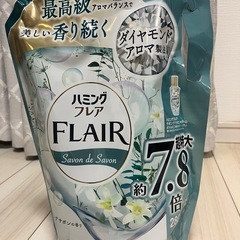 最高級アロマバランスで
美しい香り続く
ダイヤモンド
アロマ製法
ハミング
フレア
FLAIR
Savon de Savon
最大
約7.8倍